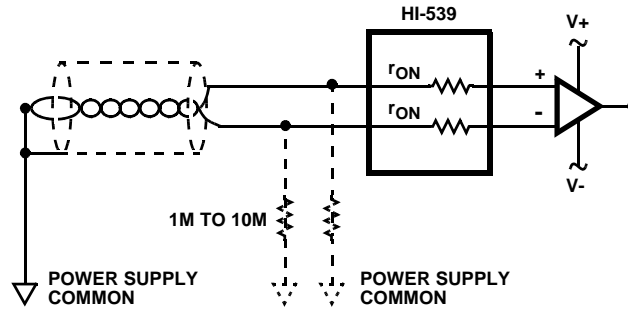 HI-539
V+
rON
+
rON
-
V-
1M TO 10M
POWER SUPPLY
COMMON
POWER SUPPLY
COMMON